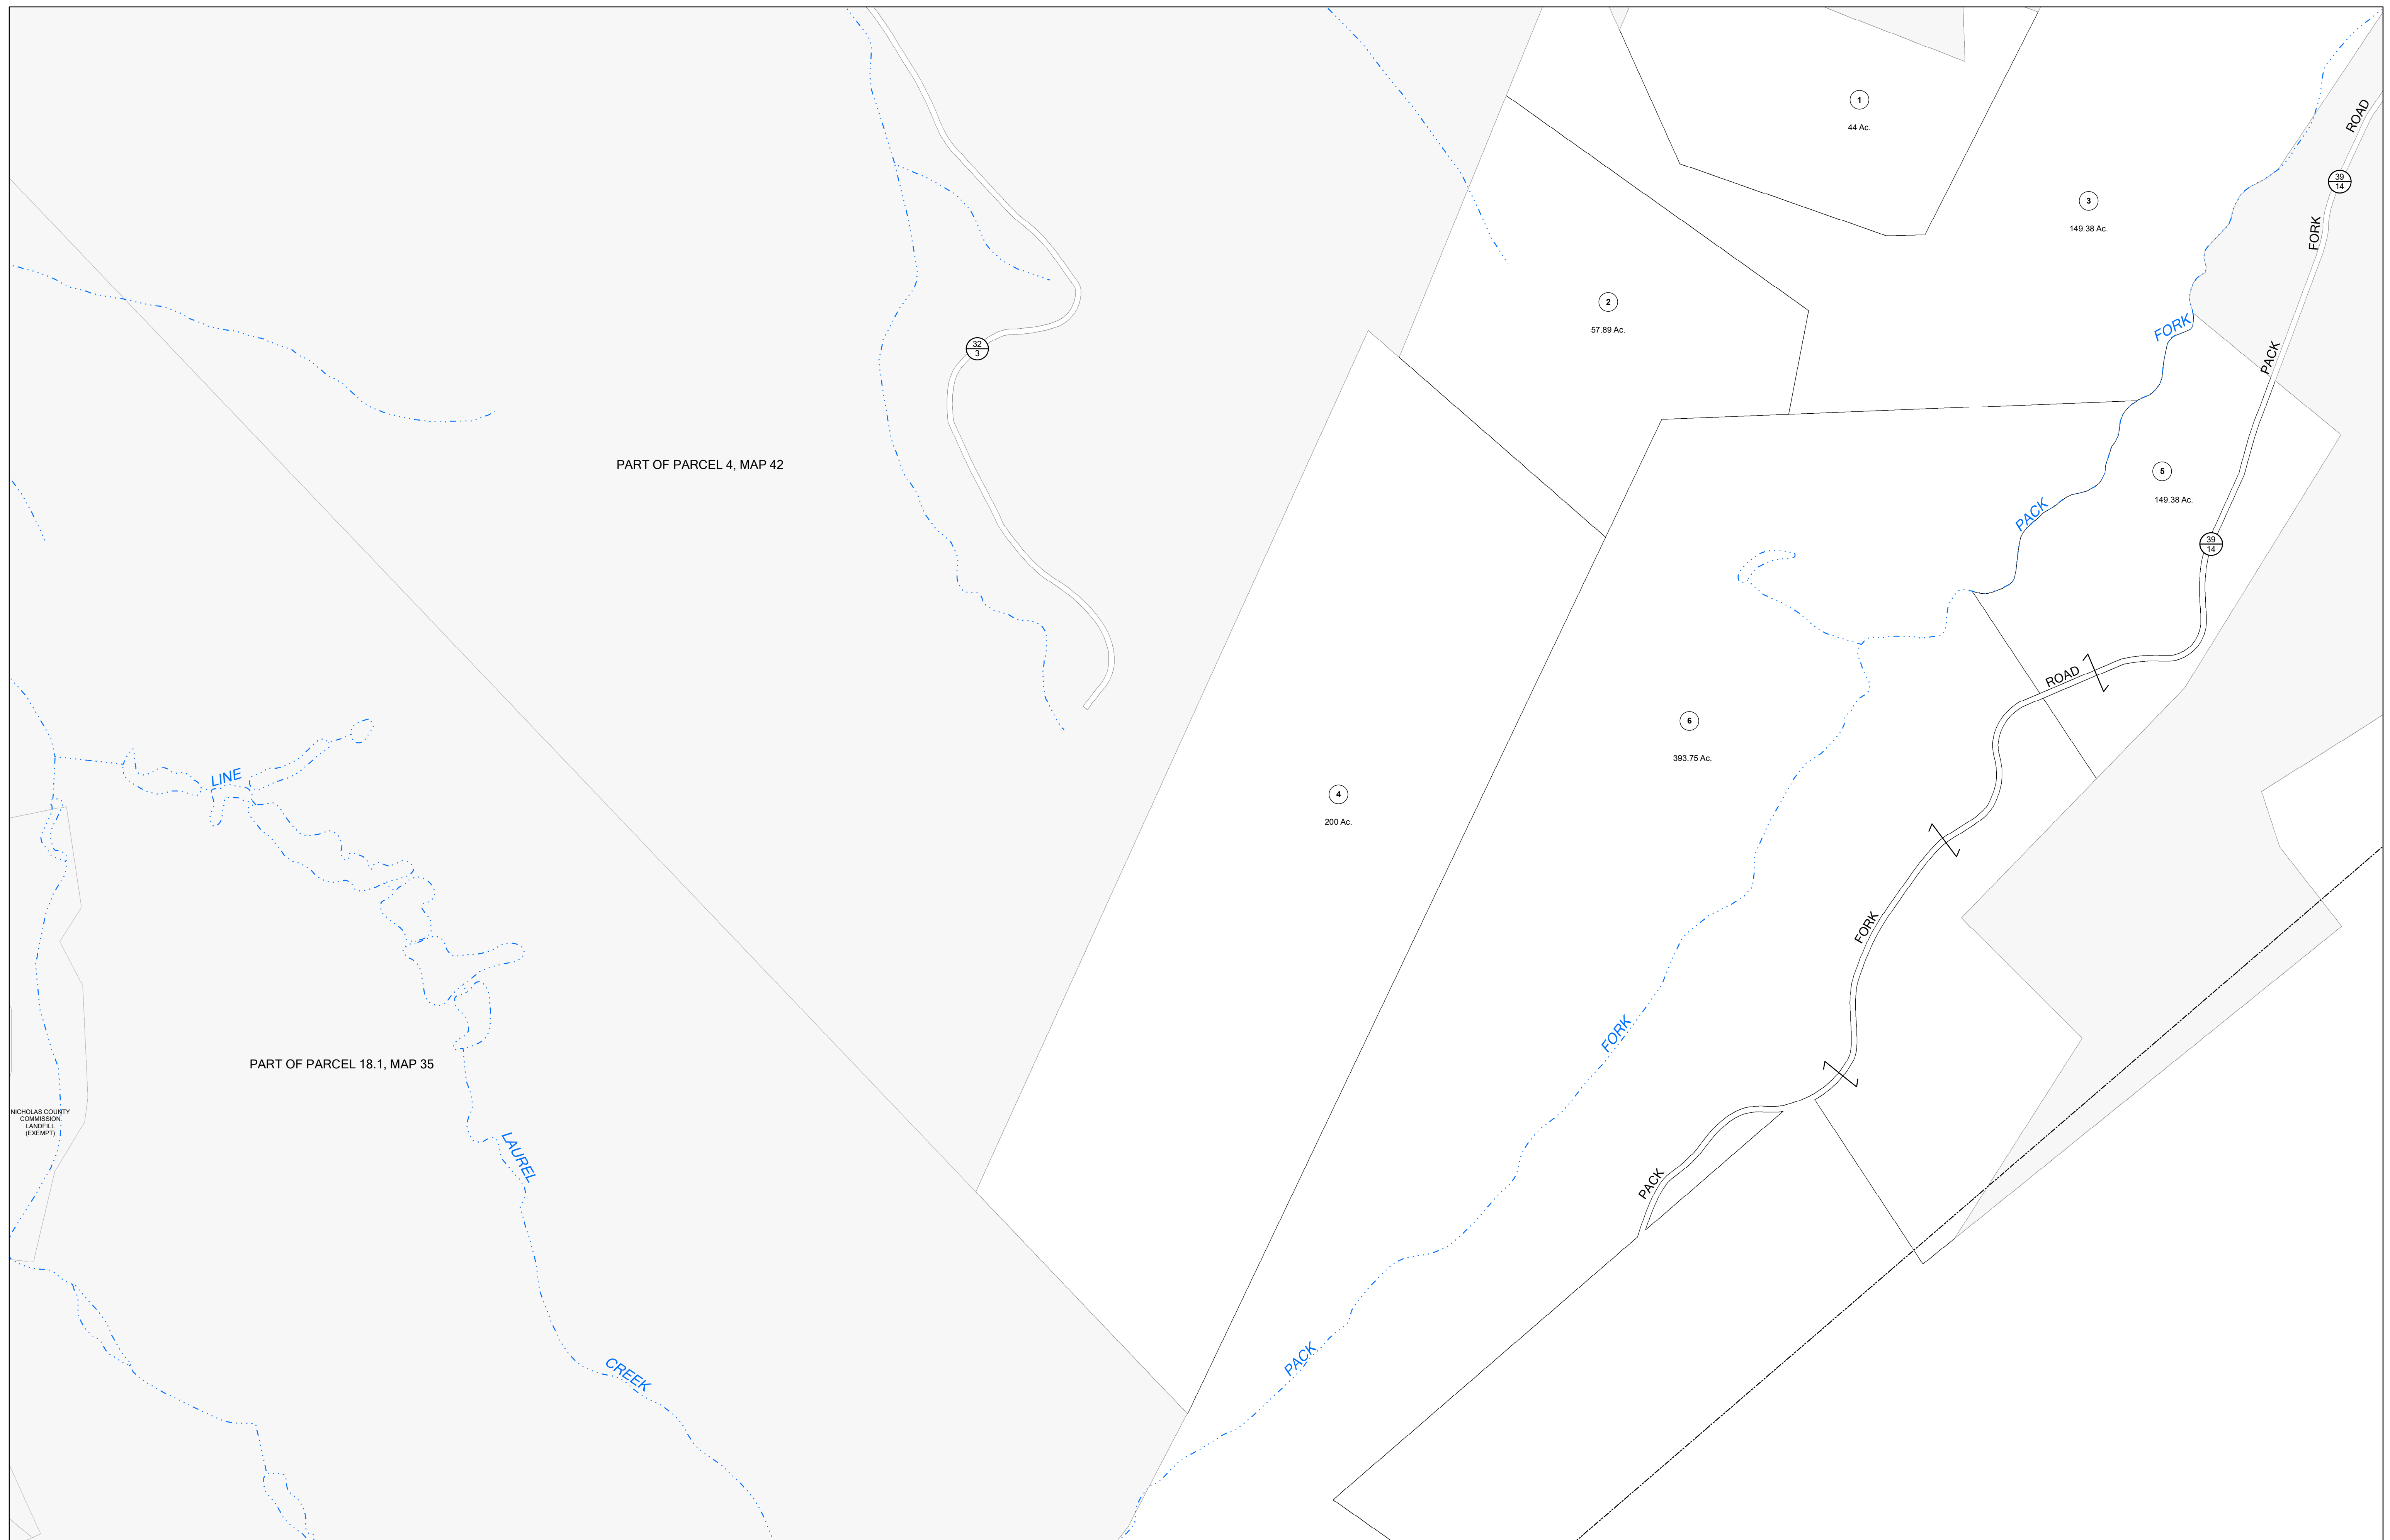 1
44 Ac.
ROAD
39
14
3
149.38 Ac.
FORK
2
57.89 Ac.
FORK
32
3
PACK
PART OF PARCEL 4, MAP 42
5
149.38 Ac.
PACK
39
14
ROAD
6
393.75 Ac.
LINE
4
200 Ac.
FORK
FORK
PART OF PARCEL 18.1, MAP 35
NICHOLAS COUNTY
COMMISSION
LANDFILL
(EXEMPT)
LAUREL
PACK
PACK
CREEK